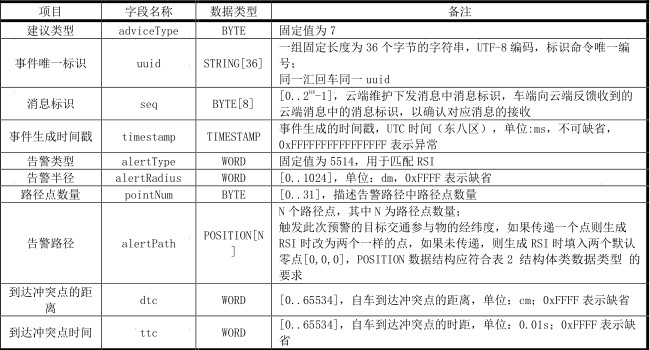 项目 字段名称 数据类型 备注
建议类型 adviceType BYTE 固定值为 7
事件唯一标识 uuid STRING[36] 一组固定长度为 36 个字节的字符串，UTF-8 编码，标识命令唯一编
号；
同一汇回车同一 uuid
消息标识 seq BYTE[8] [0..2⁶⁴-1]，云端维护下发消息中消息标识，车端向云端反馈收到的
云端消息中的消息标识，以确认对应消息的接收
事件生成时间戳 timestamp TIMESTAMP 事件生成的时间戳，UTC 时间（东八区），单位:ms，不可缺省，
0xFFFFFFFFFFFFFFFF 表示异常
告警类型 alertType WORD 固定值为 5514，用于匹配 RSI
告警半径 alertRadius WORD [0..1024]，单位：dm，0xFFFF 表示缺省
路径点数量 pointNum BYTE [0..31]，描述告警路径中路径点数量
告警路径 alertPath POSITION[N
]
N 个路径点，其中 N 为路径点数量；
触发此次预警的目标交通参与物的经纬度，如果传递一个点则生成
RSI 时改为两个一样的点，如果未传递，则生成 RSI 时填入两个默认
零点[0,0,0]，POSITION 数据结构应符合表 2 结构体类数据类型 的
要求
到达冲突点的距
离
dtc WORD [0..65534]，自车到达冲突点的距离，单位：cm；0xFFFF 表示缺省
到达冲突点时间 ttc WORD [0..65534]，自车到达冲突点的时距，单位：0.01s；0xFFFF 表示缺
省